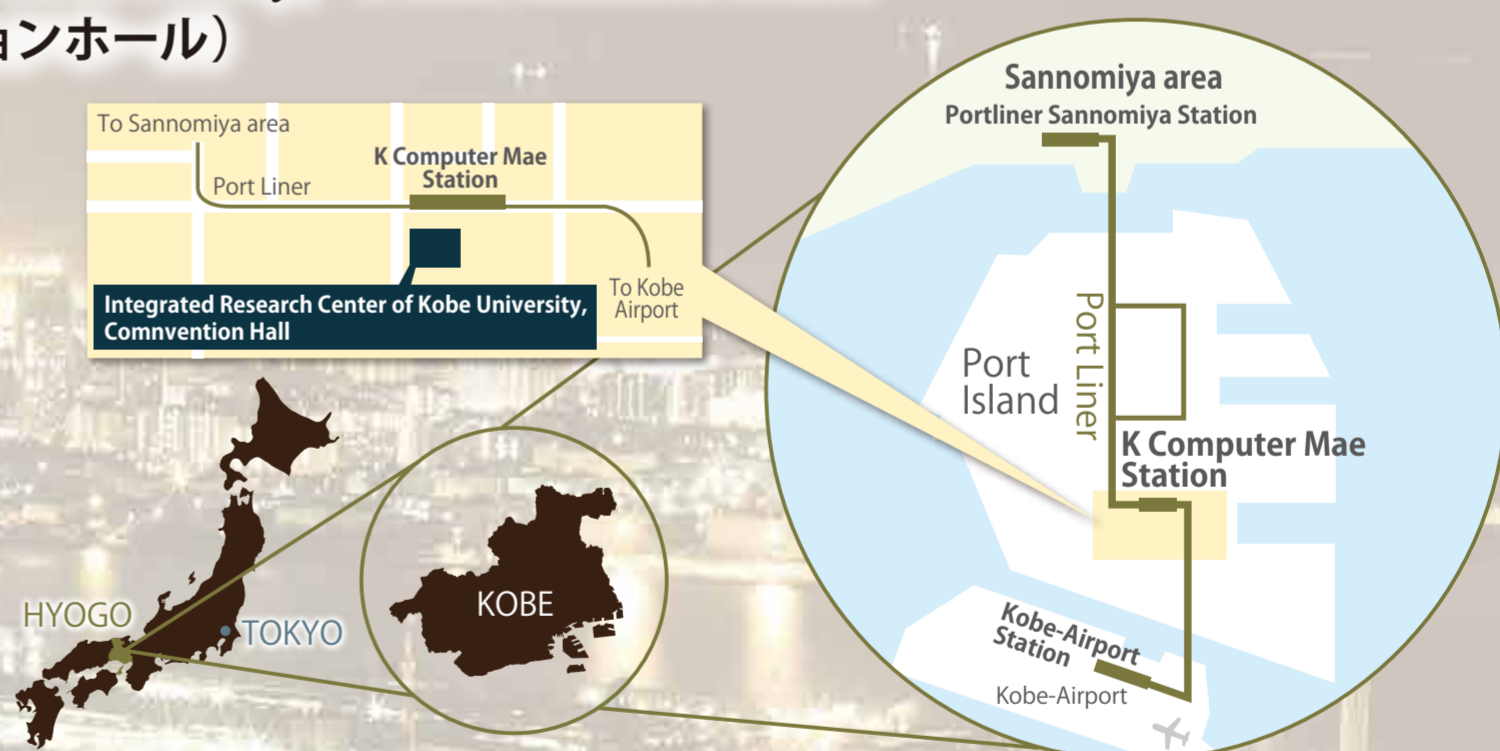 ョンホール）
To Sannomiya area
Port Liner
K Computer Mae
Station
To Kobe
Airport
Integrated Research Center of Kobe University,
Comnvention Hall
HYOGO
TOKYO
KOBE
Sannomiya area
Portliner Sannomiya Station
Port Liner
Port
Island
K Computer Mae
Station
Kobe-Airport
Station
Kobe-Airport